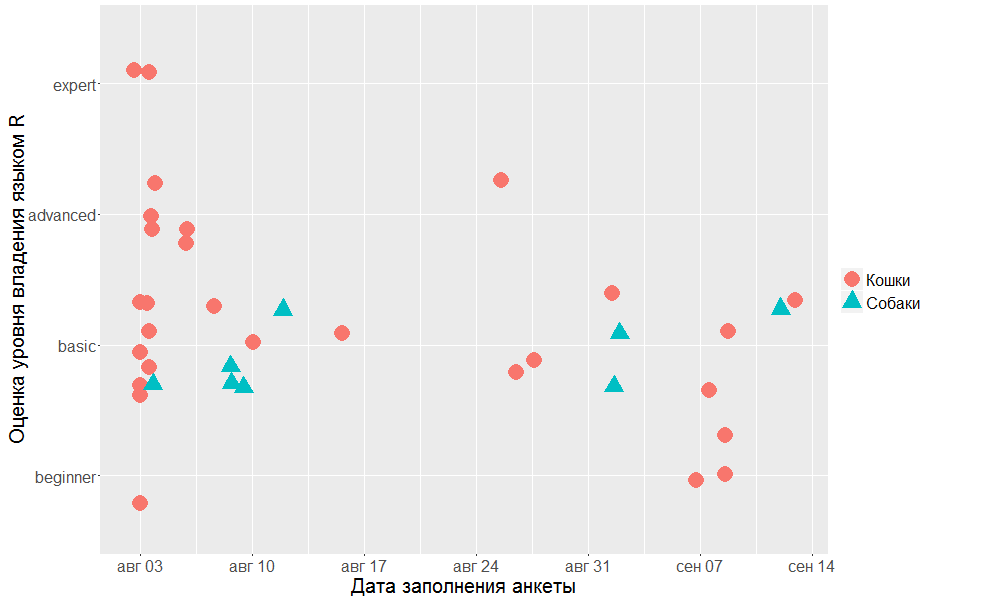 Оценка уровня владения языком R
expert
advanced
basic
beginner
авг 03 авг 10 авг 17 авг 24 авг 31 сен 07 сен 14
Дата заполнения анкеты
Кошки
Собаки